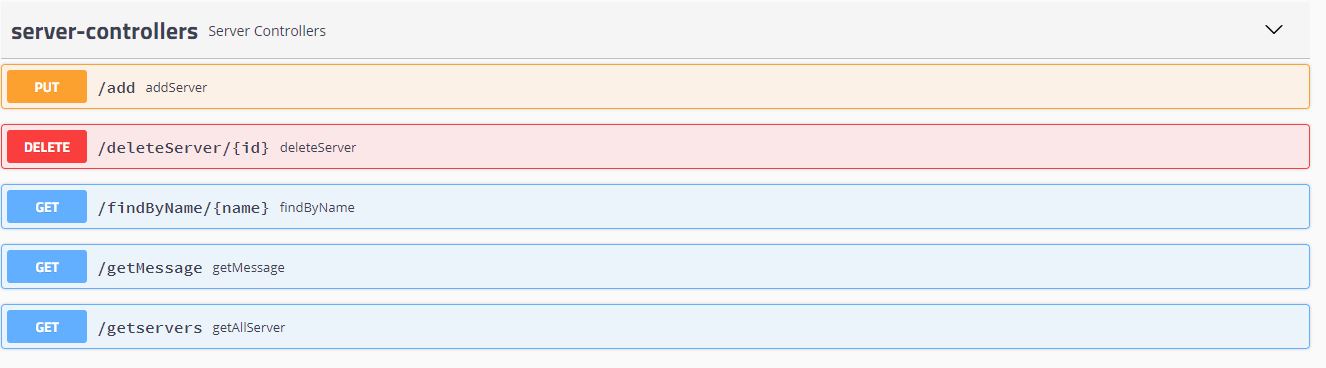 server-controllers Server Controllers
PUT /add addServer
DELETE /deleteServer/{id} deleteServer
GET /findByName/{name} findByName
GET /getMessage getMessage
GET /getservers getAllServer